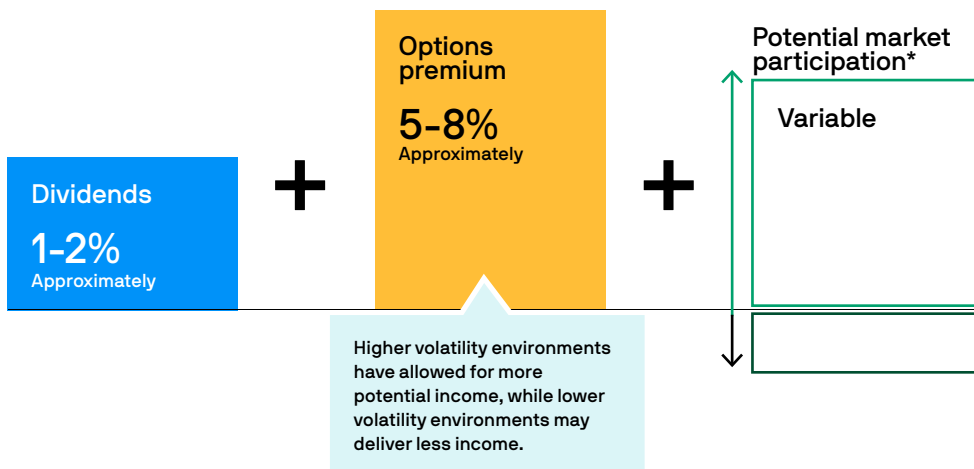 Dividends
1-2%
Approximately
+
Options
premium
5-8%
Approximately
+
Potential market
participation*
Variable
Higher volatility environments
have allowed for more
potential income, while lower
volatility environments may
deliver less income.